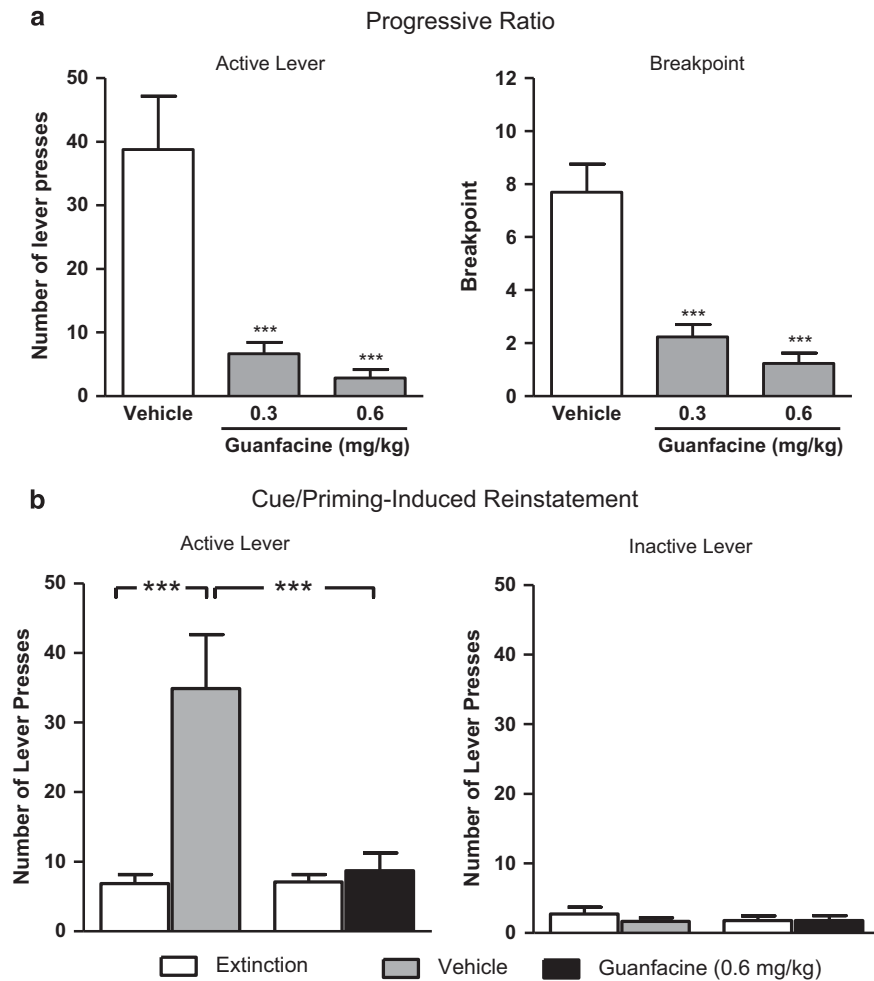 a
Progressive Ratio
Active Lever
Number of lever presses
50
40
30
20
10
0
***
***
Vehicle 0.3 0.6
Guanfacine (mg/kg)
Breakpoint
Breakpoint
12
10
8
6
4
2
0
***
***
Vehicle 0.3 0.6
Guanfacine (mg/kg)
b
Cue/Priming-Induced Reinstatement
Active Lever
Number of Lever Presses
50
40
30
20
10
0
*** ***
Inactive Lever
Number of Lever Presses
50
40
30
20
10
0
Extinction Vehicle Guanfacine (0.6 mg/kg)